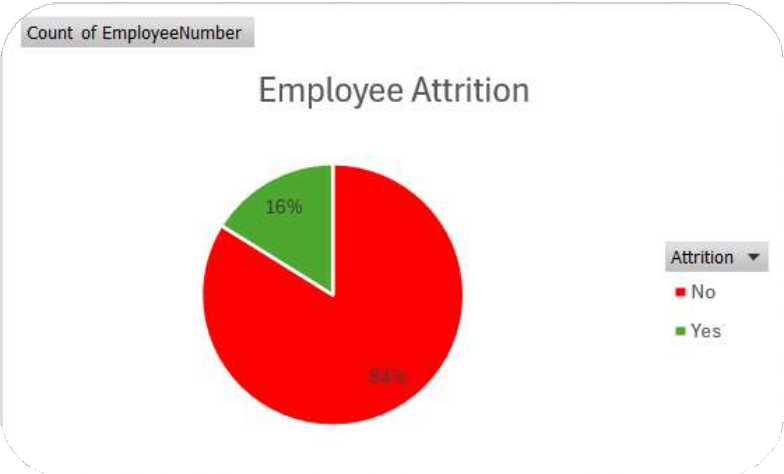 Count of EmployeeNumber
Employee Attrition
16%
84%
Attrition
No
Yes